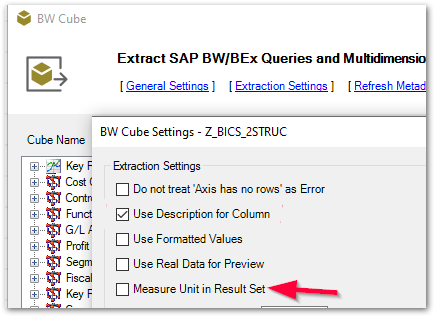 BW Cube
Extract SAP BW/BEx Queries and Multidimensio
[ General Settings ] [ Extraction Settings ] [ Refresh Metad
Cube Name
BW Cube Settings - Z_BICS_2STRUC
Key F
Cost C
Contro
Functi
G/L A
Profit
Segm
Fiscal
Key F
Extraction Settings
Do not treat 'Axis has no rows' as Error
Use Description for Column
Use Formatted Values
Use Real Data for Preview
Measure Unit in Result Set